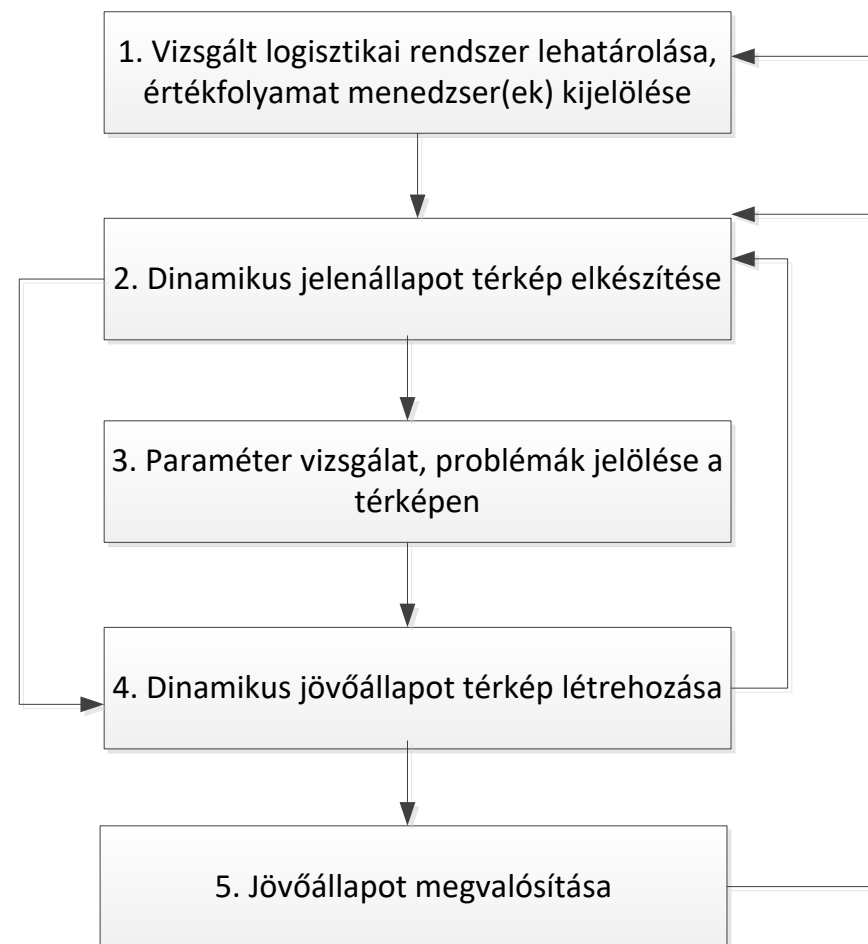 1. Vizsgált logisztikai rendszer lehatárolása,
értékfolyamat menedzser(ek) kijelölése
2. Dinamikus jelenállapot térkép elkészítése
3. Paraméter vizsgálat, problémák jelölése a
térképen
4. Dinamikus jövőállapot térkép létrehozása
5. Jövőállapot megvalósítása